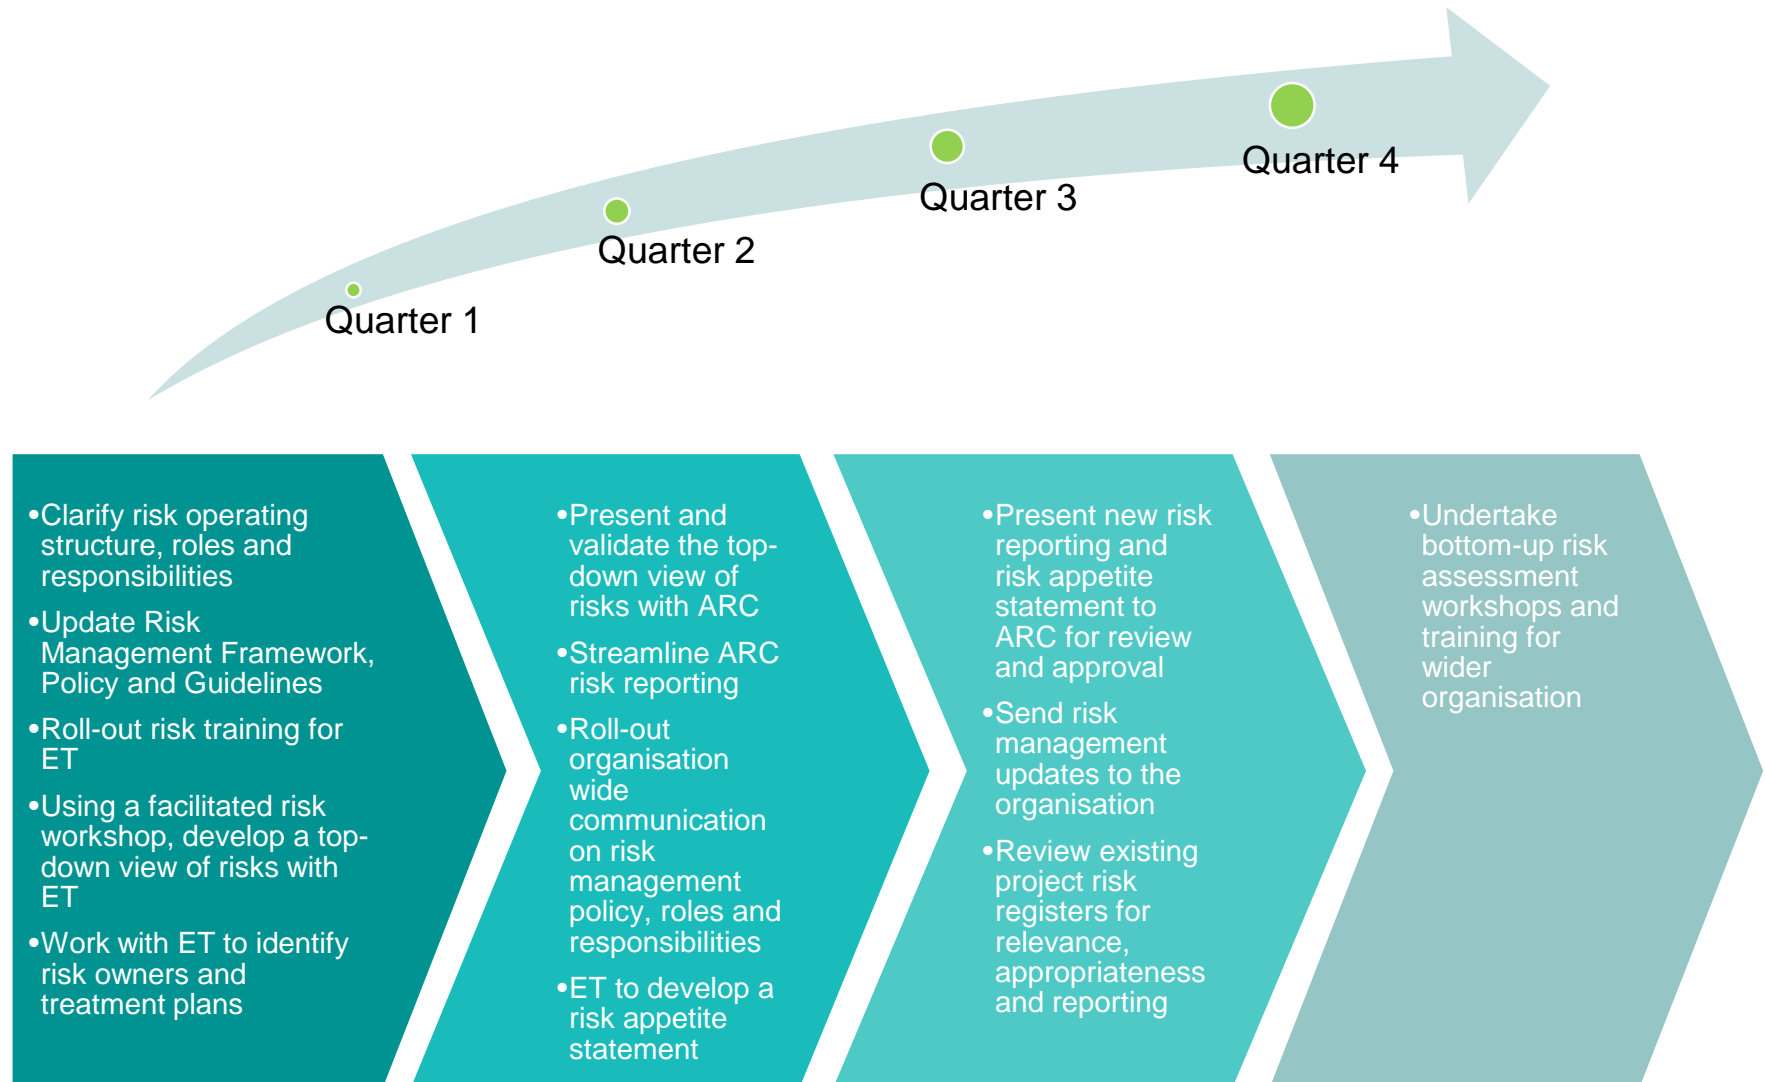 Quarter 1
Quarter 2
Quarter 3
Quarter 4
•Clarify risk operating
structure, roles and
responsibilities
•Update Risk
Management Framework,
Policy and Guidelines
•Roll-out risk training for
ET
•Using a facilitated risk
workshop, develop a top-
down view of risks with
ET
•Work with ET to identify
risk owners and
treatment plans
•Present and
validate the top-
down view of
risks with ARC
•Streamline ARC
risk reporting
•Roll-out
organisation
wide
communication
on risk
management
policy, roles and
responsibilities
•ET to develop a
risk appetite
statement
•Present new risk
reporting and
risk appetite
statement to
ARC for review
and approval
•Send risk
management
updates to the
organisation
•Review existing
project risk
registers for
relevance,
appropriateness
and reporting
•Undertake
bottom-up risk
assessment
workshops and
training for
wider
organisation